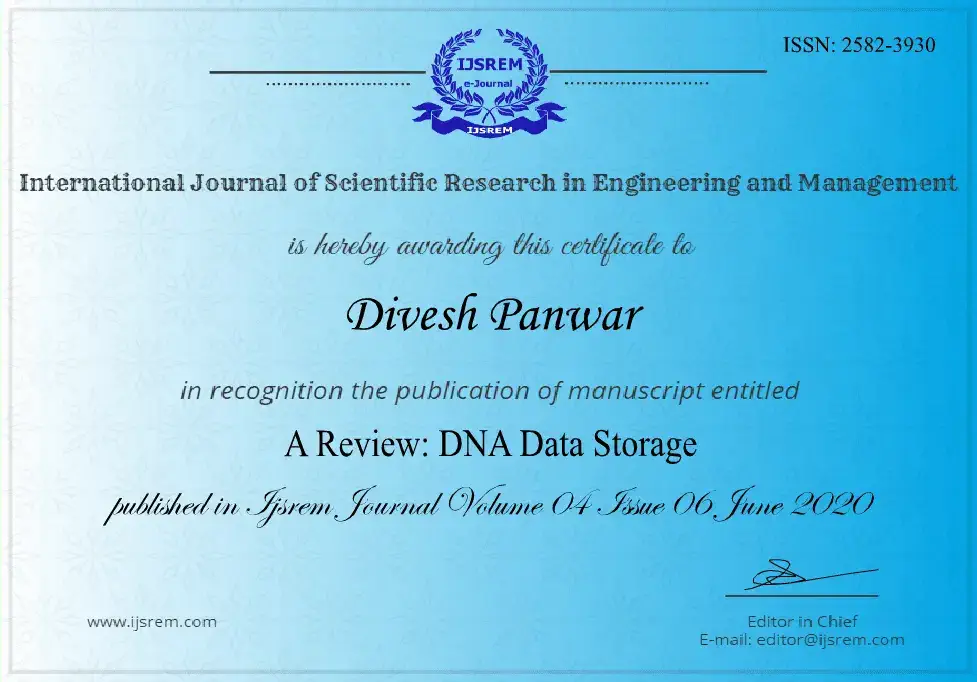 ISSN: 2582-3930
IJSREM
e-Journal
IJSREM
International Journal of Scientific Research in Engineering and Management
is hereby awarding this certificate to
Divesh Panwar
in recognition the publication of manuscript entitled
A Review: DNA Data Storage
published in Ijsrem Journal Volume 04 Issue 06 June 2020
www.ijsrem.com
Editor in Chief
E-mail: editor@ijsrem.com